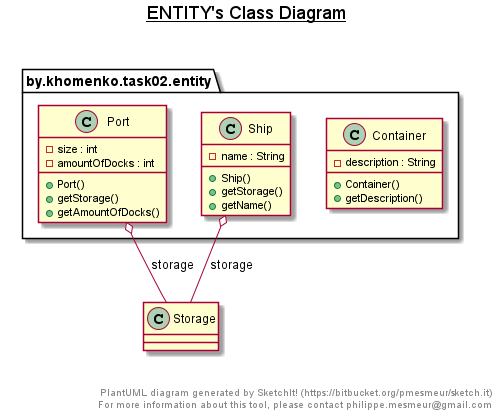 ENTITY's Class Diagram
by.khomenko.task02.entity
C Port
size : int
amountOfDocks : int
Port()
getStorage()
getAmountOfDocks()
C Ship
name : String
Ship()
getStorage()
getName()
C Container
description : String
Container()
getDescription()
storage
storage
C Storage
PlantUML diagram generated by SketchIt! (https://bitbucket.org/pmesmeur/sketch.it)
For more information about this tool, please contact philippe.mesmeur@gmail.com